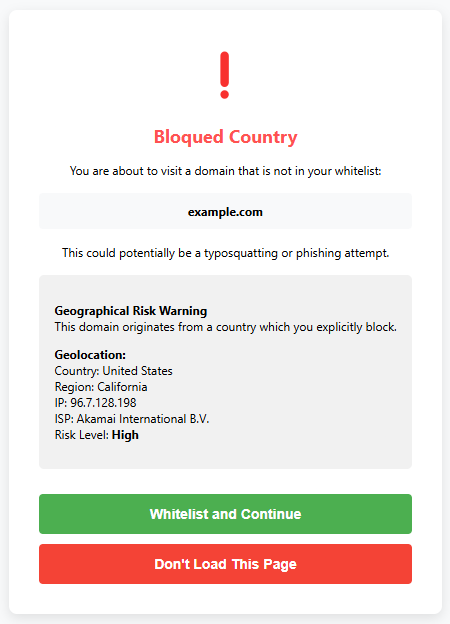 Bloqued Country
You are about to visit a domain that is not in your whitelist:
example.com
This could potentially be a typosquatting or phishing attempt.
Geographical Risk Warning
This domain originates from a country which you explicitly block.
Geolocation:
Country: United States
Region: California
IP: 96.7.128.198
ISP: Akamai International B.V.
Risk Level: High
Whitelist and Continue
Don't Load This Page